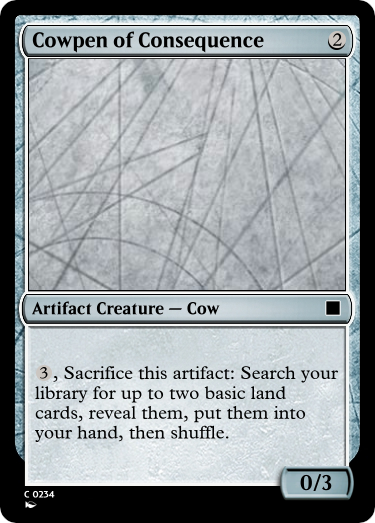 Cowpen of Consequence 2
Artifact Creature — Cow
3, Sacrifice this artifact: Search your
library for up to two basic land
cards, reveal them, put them into
your hand, then shuffle.
0/3
C 0234